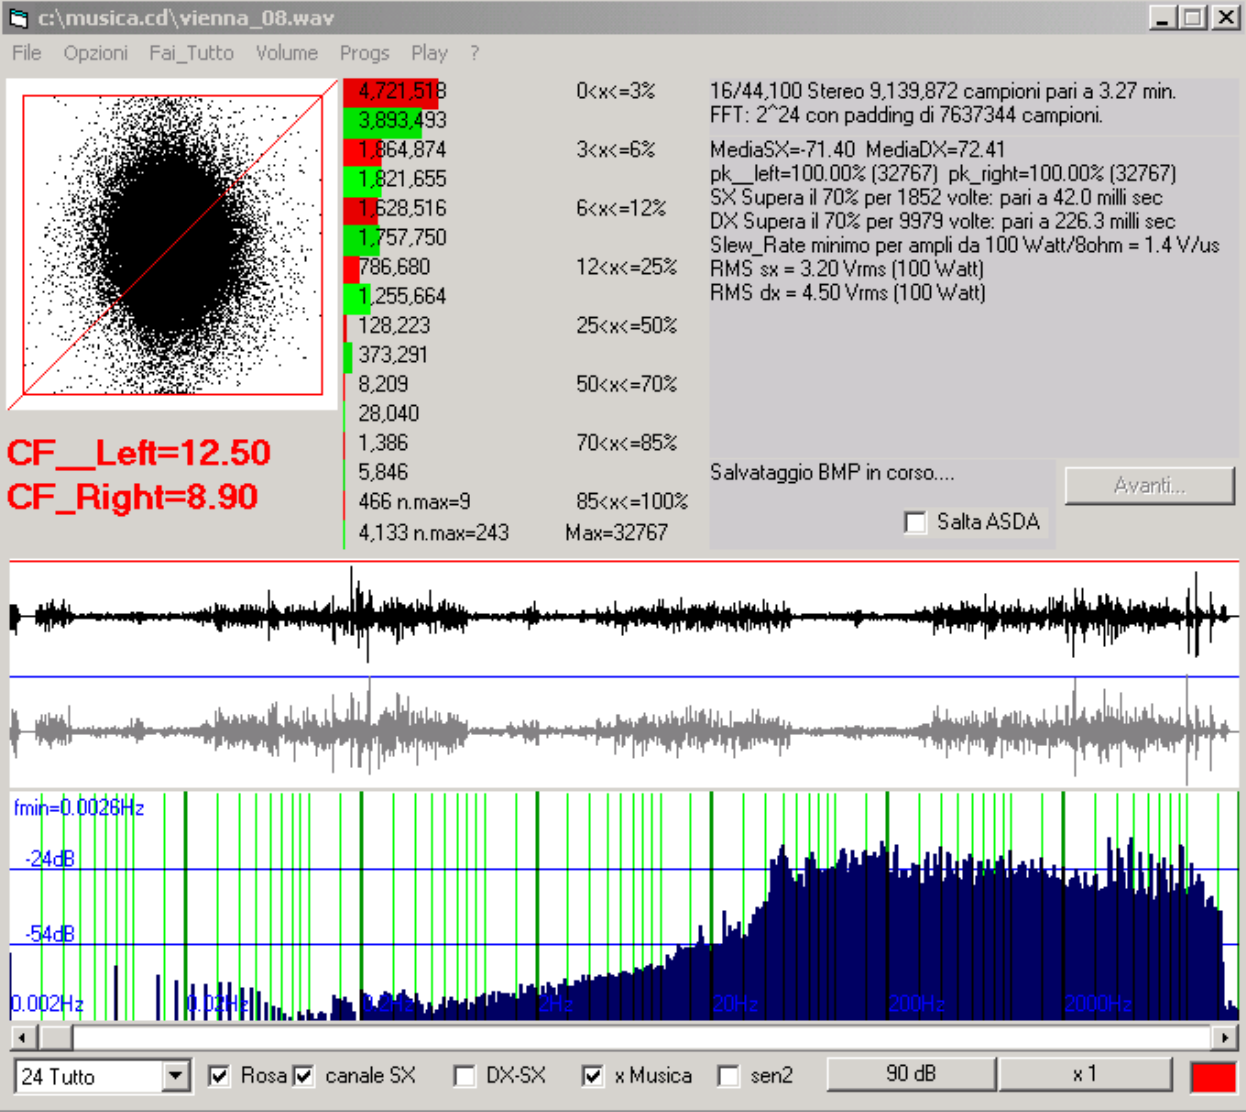 c:\musica.cd\vienna_08.wav
File Opzioni Fai_Tutto Volume Progs Play ?
4,721,518 0<x<=3%
3,893,493
1,864,874 3<x<=6%
1,821,655
1,628,516 6<x<=12%
1,757,750
786,680 12<x<=25%
1,255,664
128,223 25<x<=50%
373,291
8,209 50<x<=70%
28,040
1,386 70<x<=85%
5,846
466 n.max=9 85<x<=100%
4,133 n.max=243 Max=32767
16/44,100 Stereo 9,139,872 campioni pari a 3.27 min.
FFT: 2^24 con padding di 7637344 campioni.
MediaSX=-71.40 MediaDX=72.41
pk__left=100.00% (32767) pk_right=100.00% (32767)
SX Supera il 70% per 1852 volte: pari a 42.0 milli sec
DX Supera il 70% per 9979 volte: pari a 226.3 milli sec
Slew_Rate minimo per ampli da 100 Watt/8ohm = 1.4 V/us
RMS sx = 3.20 Vrms (100 Watt)
RMS dx = 4.50 Vrms (100 Watt)
CF__Left=12.50
CF_Right=8.90
Salvataggio BMP in corso....
Avanti...
Salta ASDA
fmin=0.0026Hz
-24dB
-54dB
0.002Hz 0.02Hz 0.2Hz 2Hz 20Hz 200Hz 2000Hz
24 Tutto Rosa canale SX DX-SX x Musica sen2 90 dB x 1